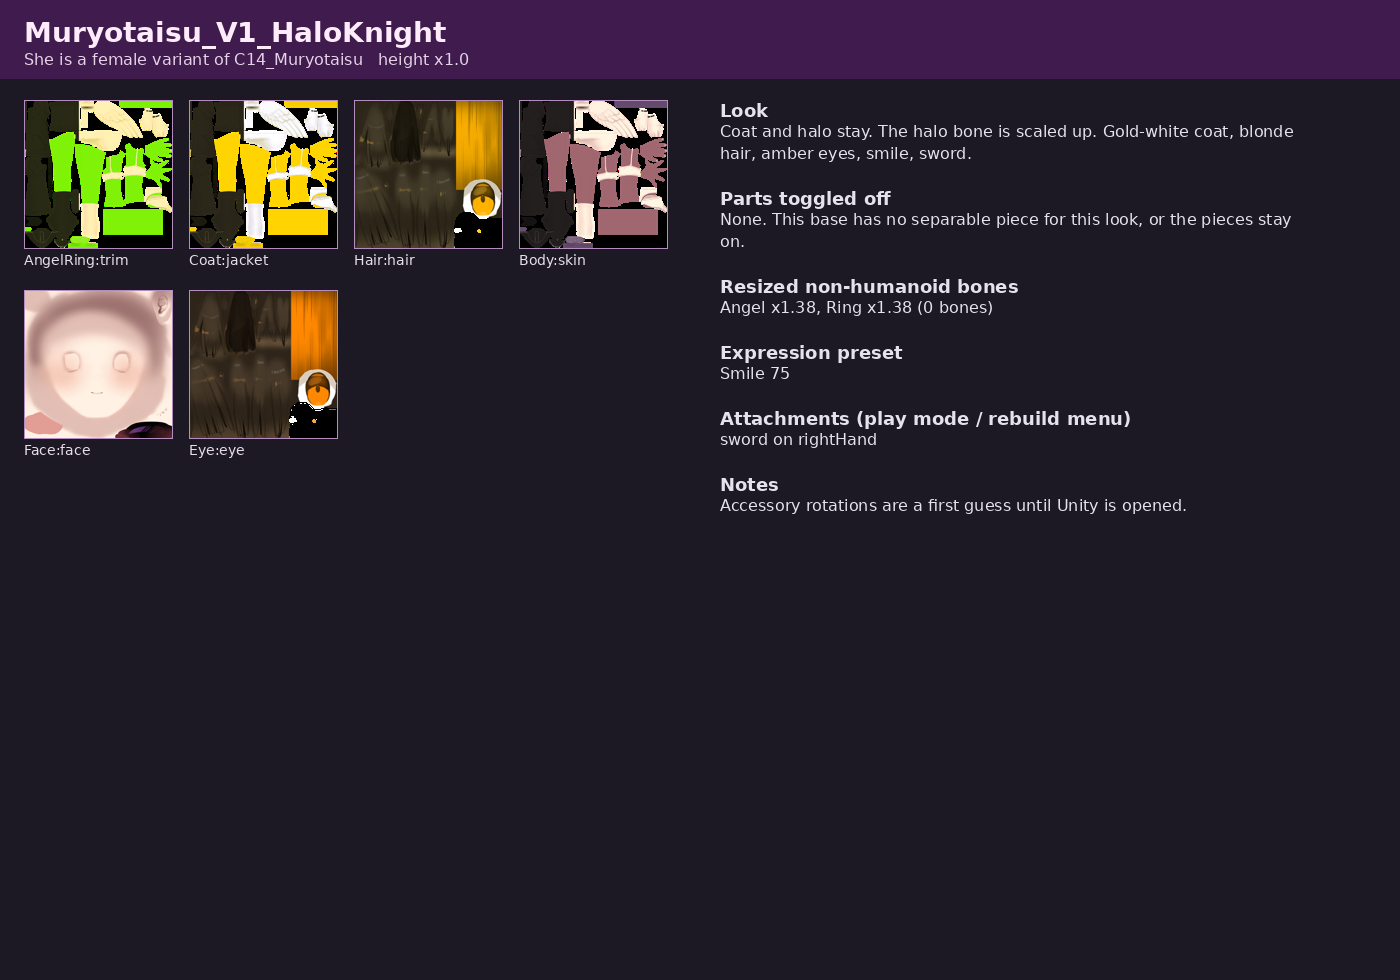 Muryotaisu_V1_HaloKnight
She is a female variant of C14_Muryotaisu   height x1.0
AngelRing:trim
Coat:jacket
Hair:hair
Body:skin
Face:face
Eye:eye
Look
Coat and halo stay. The halo bone is scaled up. Gold-white coat, blonde
hair, amber eyes, smile, sword.
Parts toggled off
None. This base has no separable piece for this look, or the pieces stay
on.
Resized non-humanoid bones
Angel x1.38, Ring x1.38 (0 bones)
Expression preset
Smile 75
Attachments (play mode / rebuild menu)
sword on rightHand
Notes
Accessory rotations are a first guess until Unity is opened.